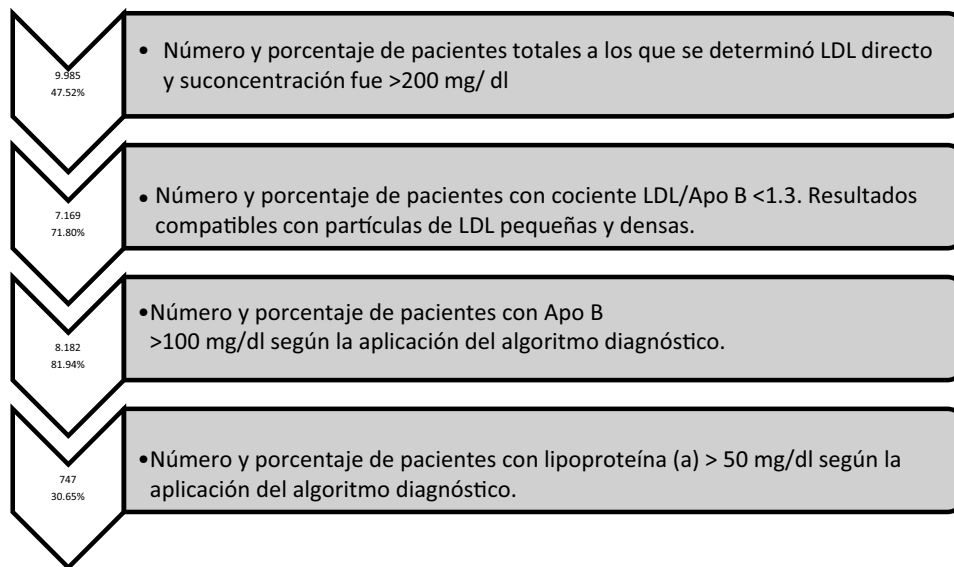 9.985
47.52%
• Número y porcentaje de pacientes totales a los que se determinó LDL directo
y suconcentración fue >200 mg/ dl
7.169
71.80%
• Número y porcentaje de pacientes con cociente LDL/Apo B <1.3. Resultados
compatibles con partículas de LDL pequeñas y densas.
8.182
81.94%
•Número y porcentaje de pacientes con Apo B
>100 mg/dl según la aplicación del algoritmo diagnóstico.
747
30.65%
•Número y porcentaje de pacientes con lipoproteína (a) > 50 mg/dl según la
aplicación del algoritmo diagnóstico.